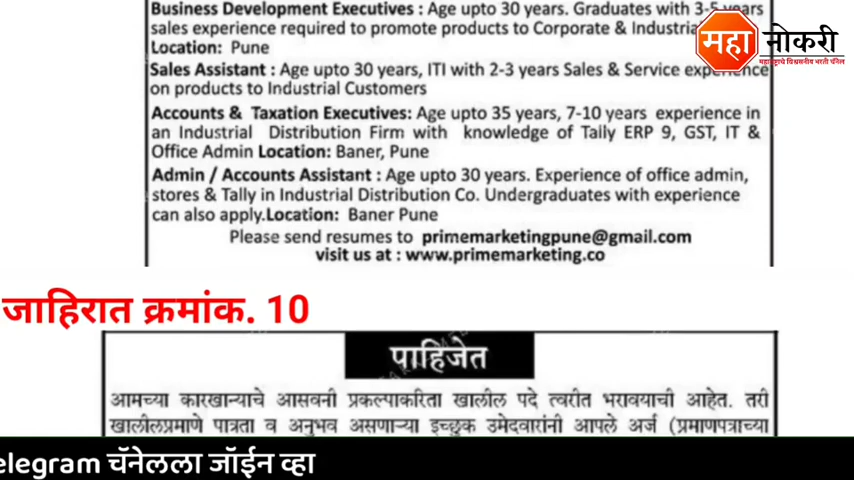 Business Development Executives : Age upto 30 years. Graduates with 3-5 years
sales experience required to promote products to Corporate & Industrial
Location: Pune
Sales Assistant : Age upto 30 years, ITI with 2-3 years Sales & Service experience
on products to Industrial Customers
Accounts & Taxation Executives: Age upto 35 years, 7-10 years experience in
an Industrial Distribution Firm with knowledge of Tally ERP 9, GST, IT &
Office Admin Location: Baner, Pune
Admin / Accounts Assistant : Age upto 30 years. Experience of office admin,
stores & Tally in Industrial Distribution Co. Undergraduates with experience
can also apply.Location: Baner Pune
Please send resumes to primemarketingpune@gmail.com
visit us at : www.primemarketing.co
महा नोकरी
महाराष्ट्राचे विश्वसनीय भरती चॅनेल
जाहिरात क्रमांक. 10
पाहिजेत
आमच्या कारखान्याचे आसवनी प्रकल्पाकरिता खालील पदे त्वरीत भरावयाची आहेत. तरी
खालीलप्रमाणे पात्रता व अनुभव असणाऱ्या इच्छुक उमेदवारांनी आपले अर्ज (प्रमाणपत्राच्या
elegram चॅनेलला जॉईन व्हा